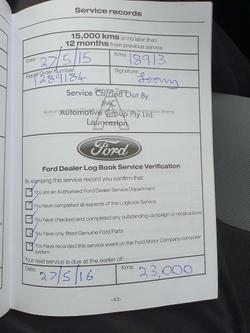 Service records
15,000 kms or no later than
12 months from previous service
Date: 27/5/15 Kms: 18913
Repair Order Number: 1289184 Signature:
Service Type
Service Carried Out By
JMC
A
Automotive Group Pty Ltd
Launceston
Ford
Ford Dealer Log Book Service Verification
By stamping this service record you confirm that:
You are an Authorised Ford Dealer Service Department
You have completed all aspects of the Logbook Service
You have checked and completed any outstanding campaign or recall actions
You have only fitted Genuine Ford Parts
You have recorded this service event on the Ford Motor Company computer
system
Your next service is due at the earlier of:
Date: 27/5/16 Kms: 23,000
-43-